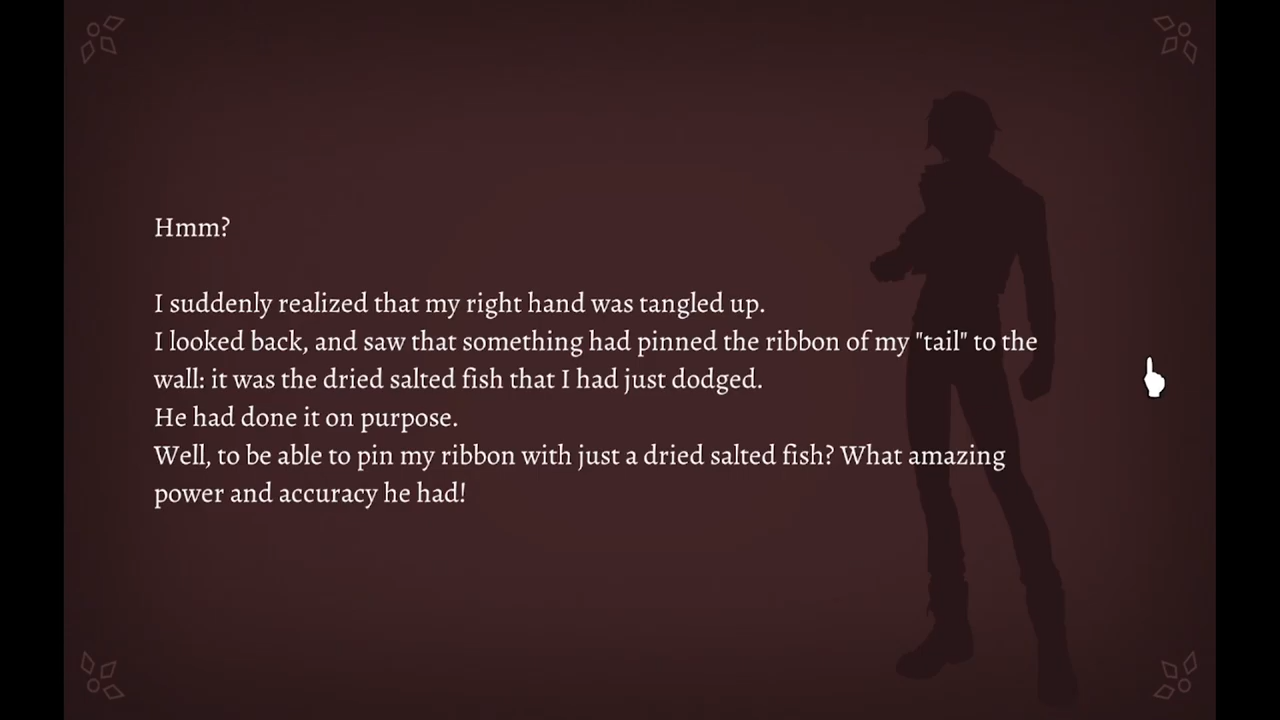 Hmm?
I suddenly realized that my right hand was tangled up.
I looked back, and saw that something had pinned the ribbon of my "tail" to the
wall: it was the dried salted fish that I had just dodged.
He had done it on purpose.
Well, to be able to pin my ribbon with just a dried salted fish? What amazing
power and accuracy he had!